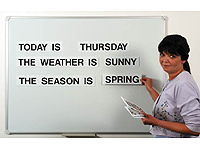 TODAY IS THURSDAY
THE WEATHER IS SUNNY
THE SEASON IS SPRING